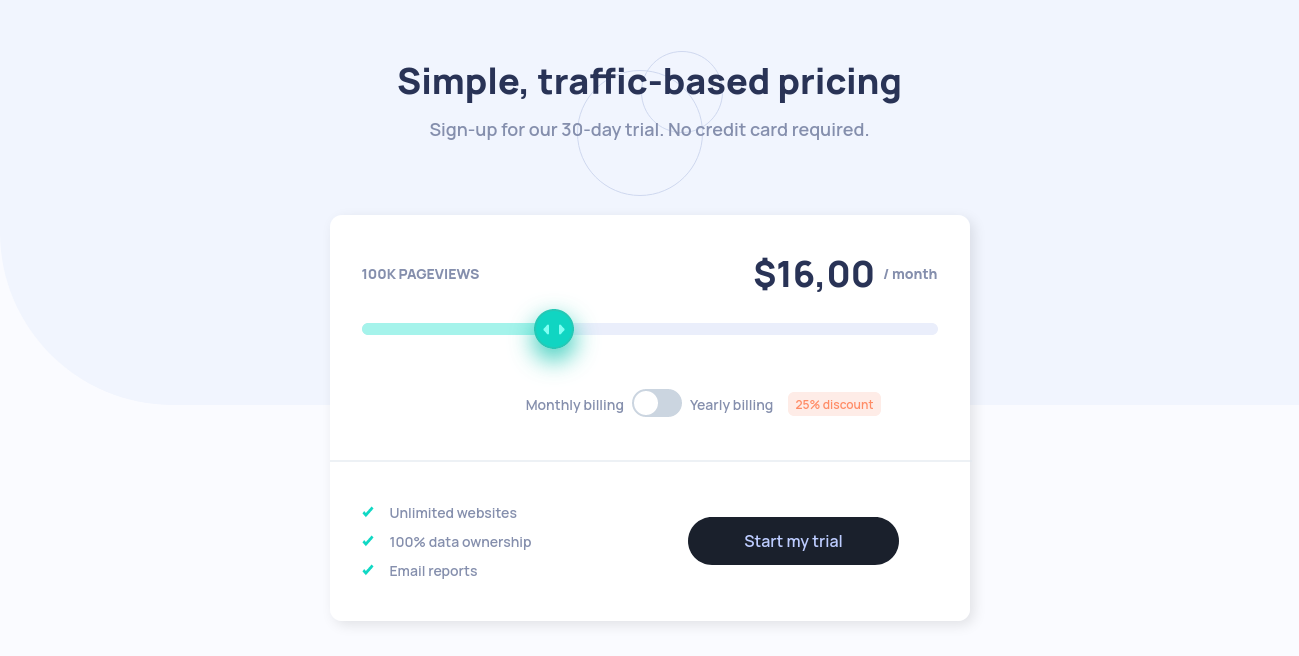 Simple, traffic-based pricing
Sign-up for our 30-day trial. No credit card required.
100K PAGEVIEWS
$16,00 / month
Monthly billing
Yearly billing
25% discount
Unlimited websites
100% data ownership
Email reports
Start my trial